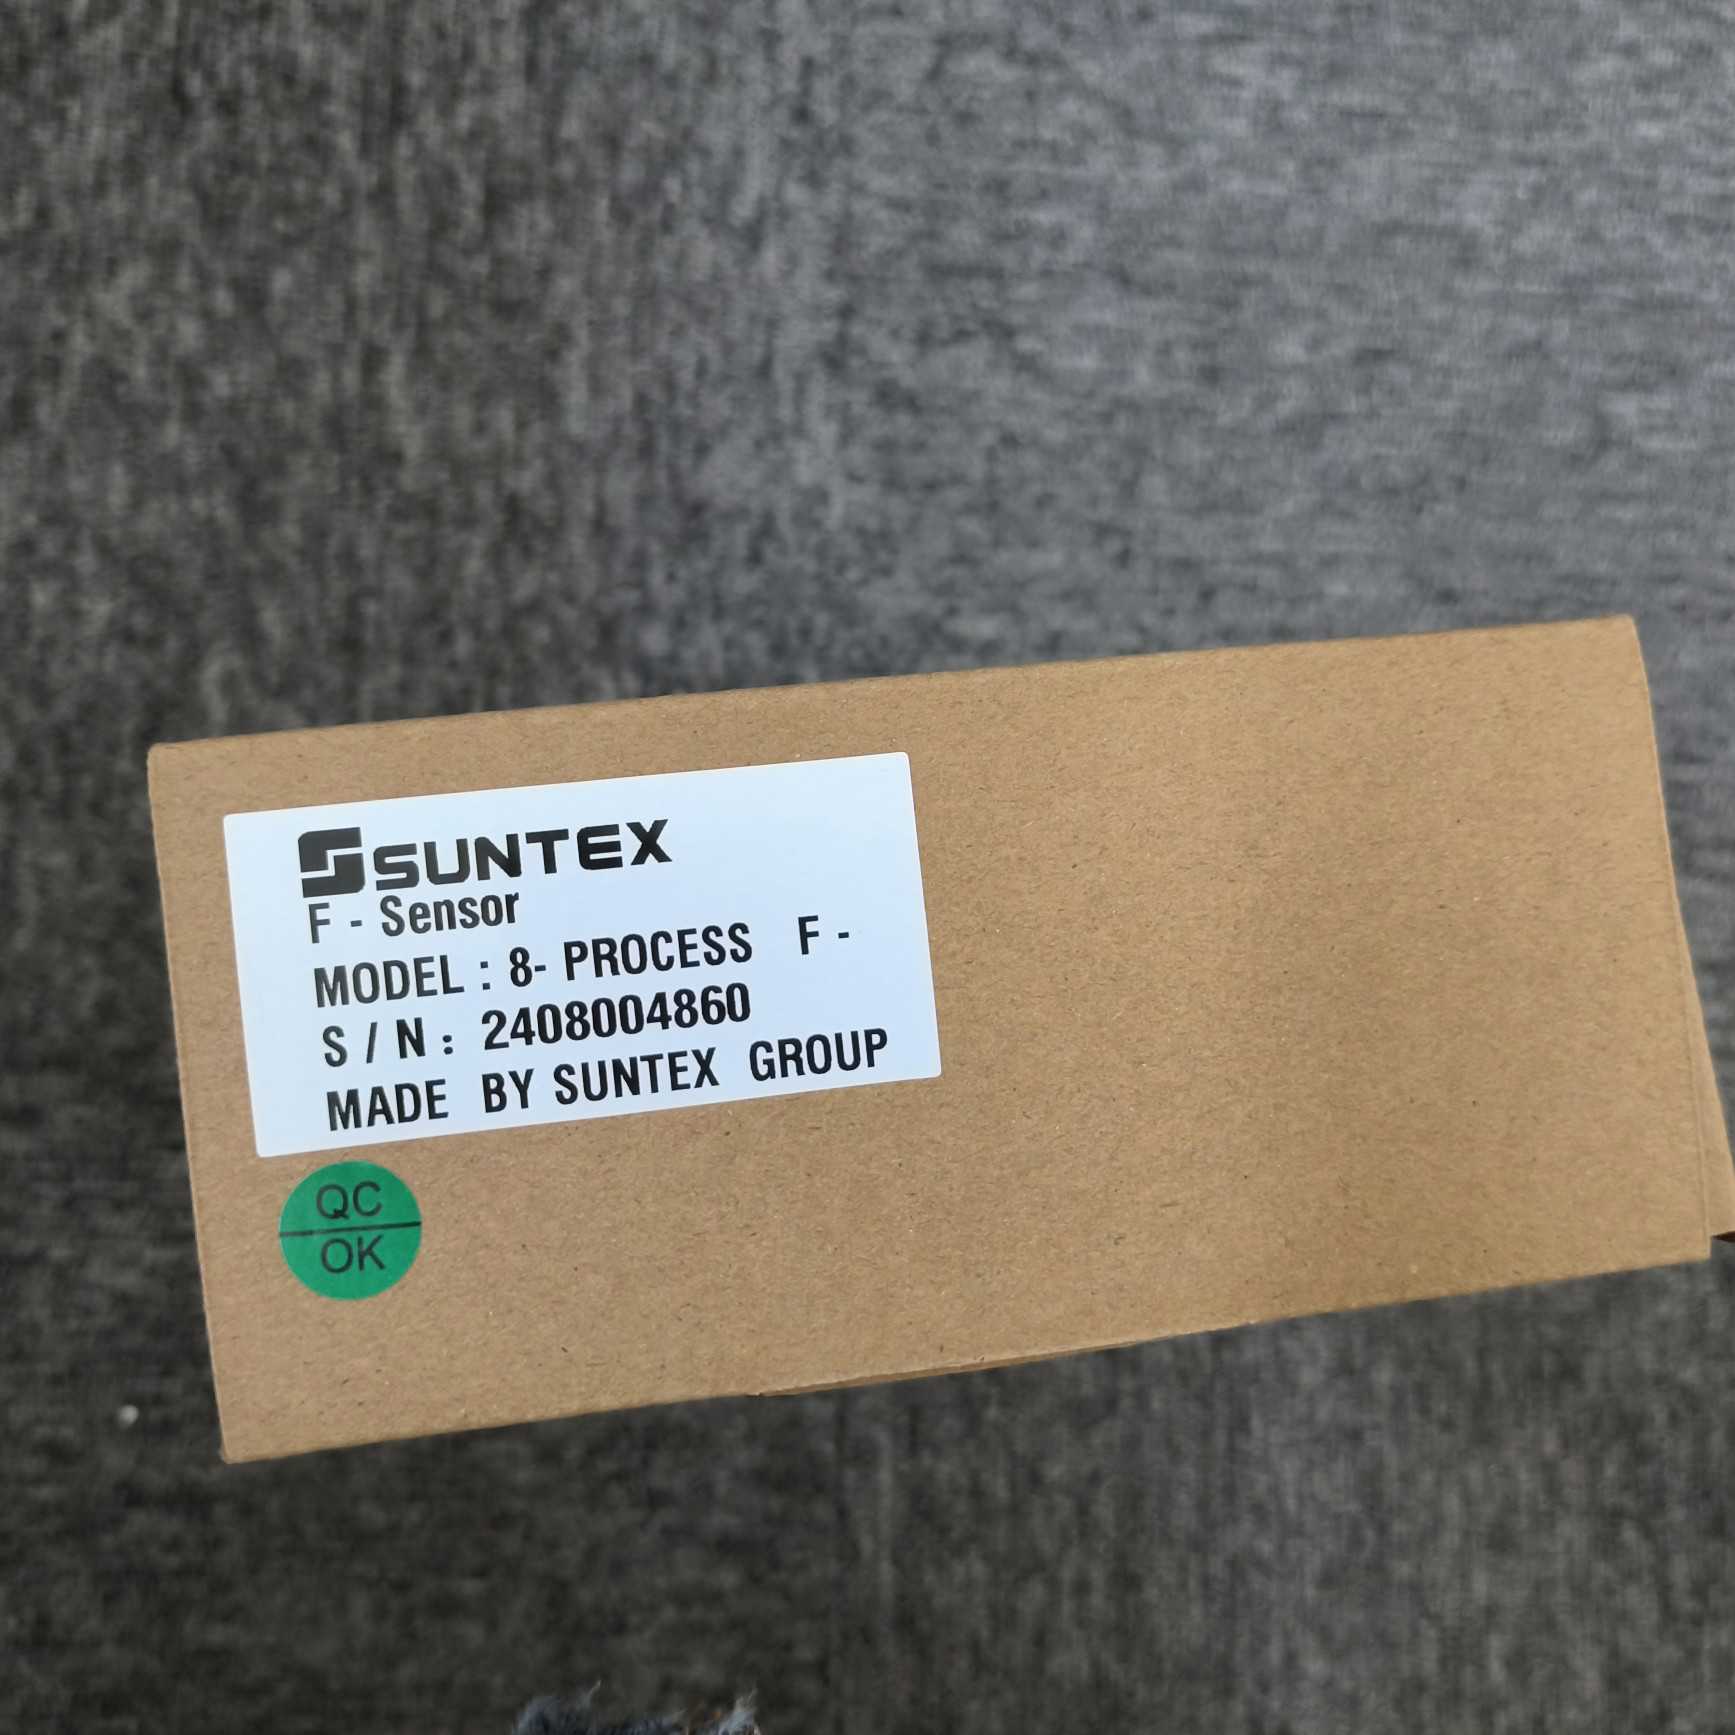 SUNTEX
F - Sensor
MODEL : 8- PROCESS F -
S / N : 2408004860
MADE BY SUNTEX GROUP
QC
OK